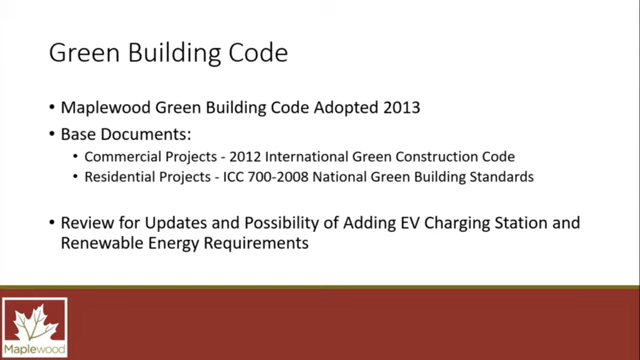 Green Building Code
• Maplewood Green Building Code Adopted 2013
• Base Documents:
• Commercial Projects - 2012 International Green Construction Code
• Residential Projects - ICC 700-2008 National Green Building Standards
• Review for Updates and Possibility of Adding EV Charging Station and
Renewable Energy Requirements
Maplewood